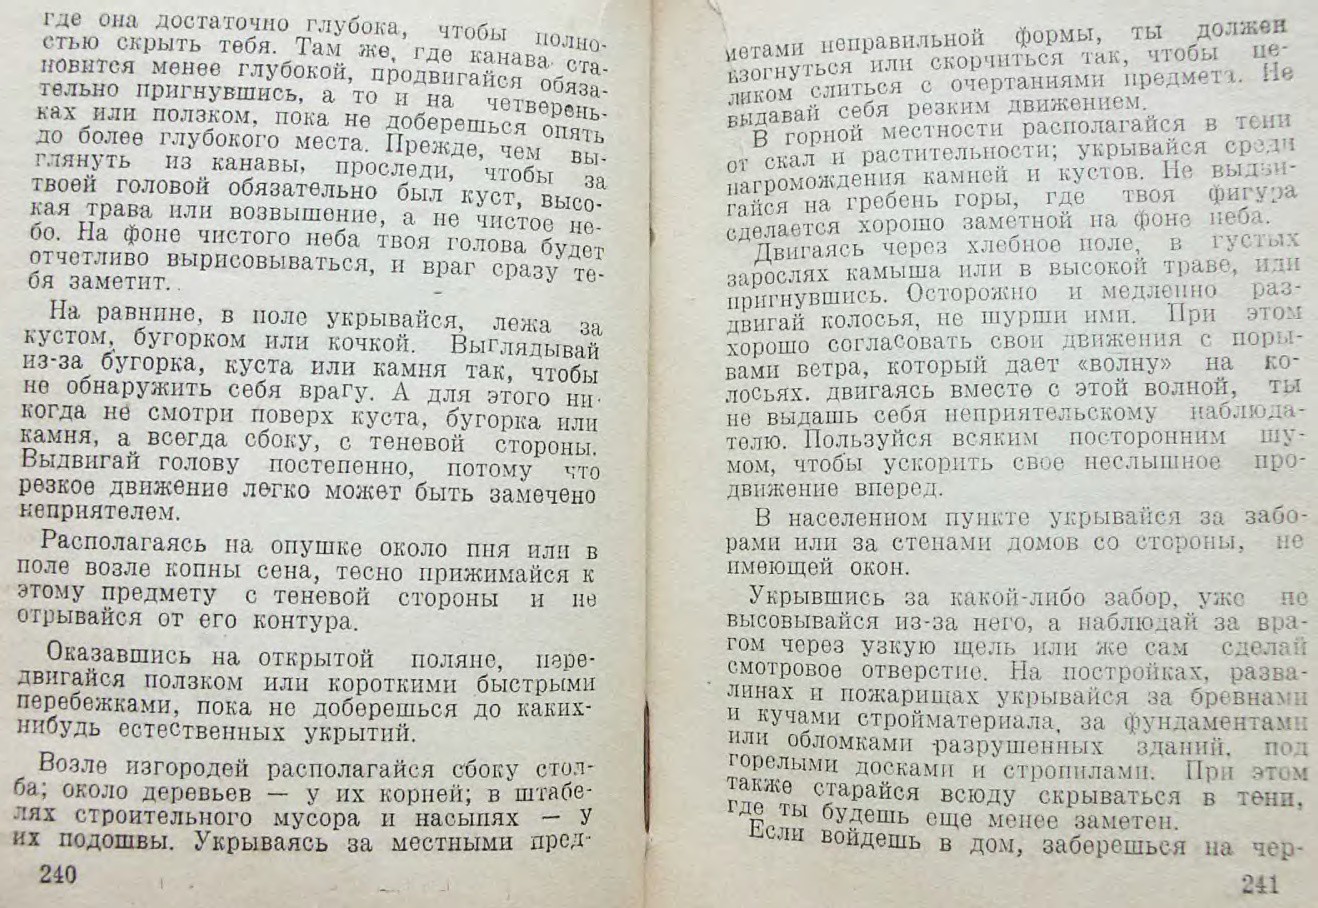 где она достаточно глубока, чтобы полно-
стью скрыть тебя. Там же, где канава ста-
новится менее глубокой, продвигайся обяза-
тельно пригнувшись, а то и на четверень-
ках или ползком, пока не доберешься опять
до более глубокого места. Прежде, чем вы-
глянуть из канавы, проследи, чтобы за
твоей головой обязательно был куст, высо-
кая трава или возвышение, а не чистое не-
бо. На фоне чистого неба твоя голова будет
отчетливо вырисовываться, и враг сразу те-
бя заметит.
На равнине, в поле укрывайся, лежа за
кустом, бугорком или кочкой. Выглядывай
из-за бугорка, куста или камня так, чтобы
не обнаружить себя врагу. А для этого ни-
когда не смотри поверх куста, бугорка или
камня, а всегда сбоку, с теневой стороны.
Выдвигай голову постепенно, потому что
резкое движение легко может быть замечено
неприятелем.
Располагаясь на опушке около пня или в
поле возле копны сена, тесно прижимайся к
этому предмету с теневой стороны и не
отрывайся от его контура.
Оказавшись на открытой поляне, пере-
двигайся ползком или короткими быстрыми
перебежками, пока не доберешься до каких-
нибудь естественных укрытий.
Возле изгородей располагайся сбоку стол-
ба; около деревьев — у их корней; в штабе-
лях строительного мусора и насыпях — у
их подошвы. Укрываясь за местными пред-
240
метами неправильной формы, ты должен
изогнуться или скорчиться так, чтобы це-
ликом слиться с очертаниями предмета. Не
выдавай себя резким движением.
В горной местности располагайся в тени
от скал и растительности; укрывайся среди
нагромождения камней и кустов. Не выдви-
гайся на гребень горы, где твоя фигура
сделается хорошо заметной на фоне неба.
Двигаясь через хлебное поле, в густых
зарослях камыша или в высокой траве, иди
пригнувшись. Осторожно и медленно раз-
двигай колосья, не шурши ими. При этом
хорошо согласовать свои движения с поры-
вами ветра, который дает «волну» на ко-
лосьях. двигаясь вместе с этой волной, ты
не выдашь себя неприятельскому наблюда-
телю. Пользуйся всяким посторонним шу-
мом, чтобы ускорить свое неслышное про-
движение вперед.
В населенном пункте укрывайся за забо-
рами или за стенами домов со стороны, не
имеющей окон.
Укрывшись за какой-либо забор, уже не
высовывайся из-за него, а наблюдай за вра-
гом через узкую щель или же сам сделай
смотровое отверстие. На постройках, разва-
линах и пожарищах укрывайся за бревнами
и кучами стройматериала, за фундаментами
или обломками разрушенных зданий, под
горелыми досками и стропилами. При этом
также старайся всюду скрываться в тени,
где ты будешь еще менее заметен.
Если войдешь в дом, заберешься на чер-
241